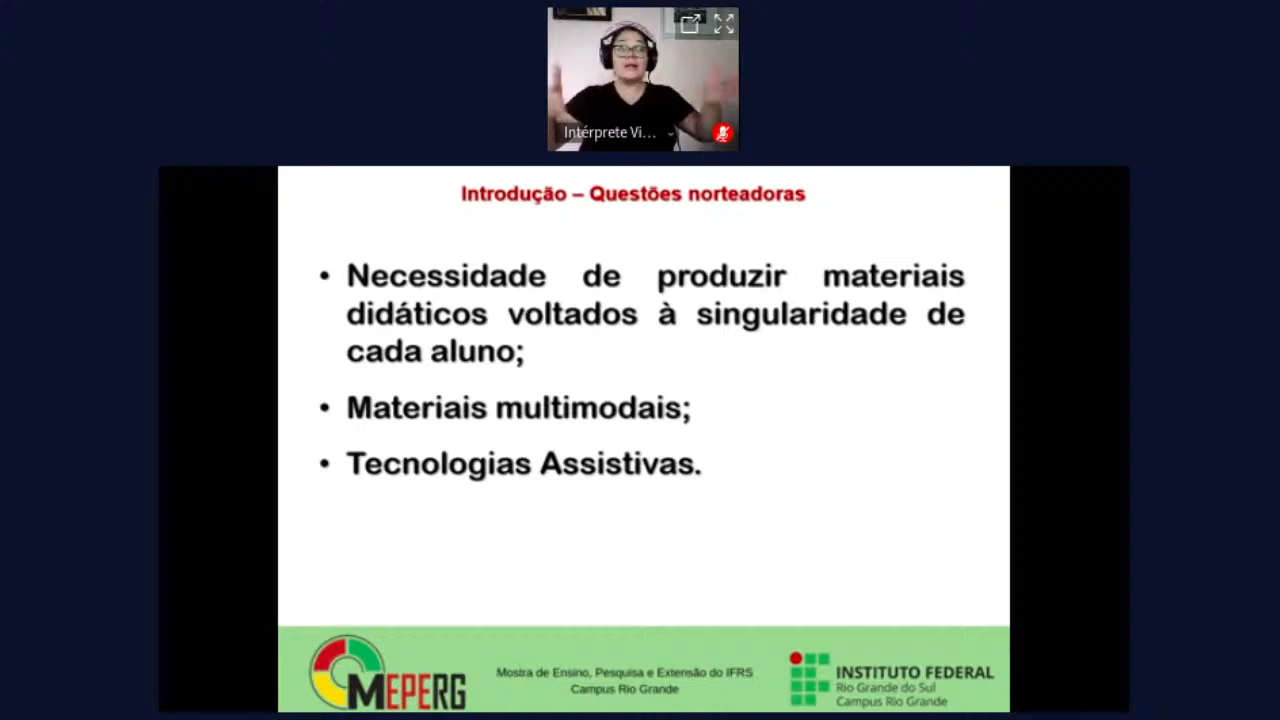 Intérprete Vi...
Introdução – Questões norteadoras
• Necessidade de produzir materiais
didáticos voltados à singularidade de
cada aluno;
• Materiais multimodais;
• Tecnologias Assistivas.
MEPERG
Mostra de Ensino, Pesquisa e Extensão do IFRS
Campus Rio Grande
INSTITUTO FEDERAL
Rio Grande do Sul
Campus Rio Grande